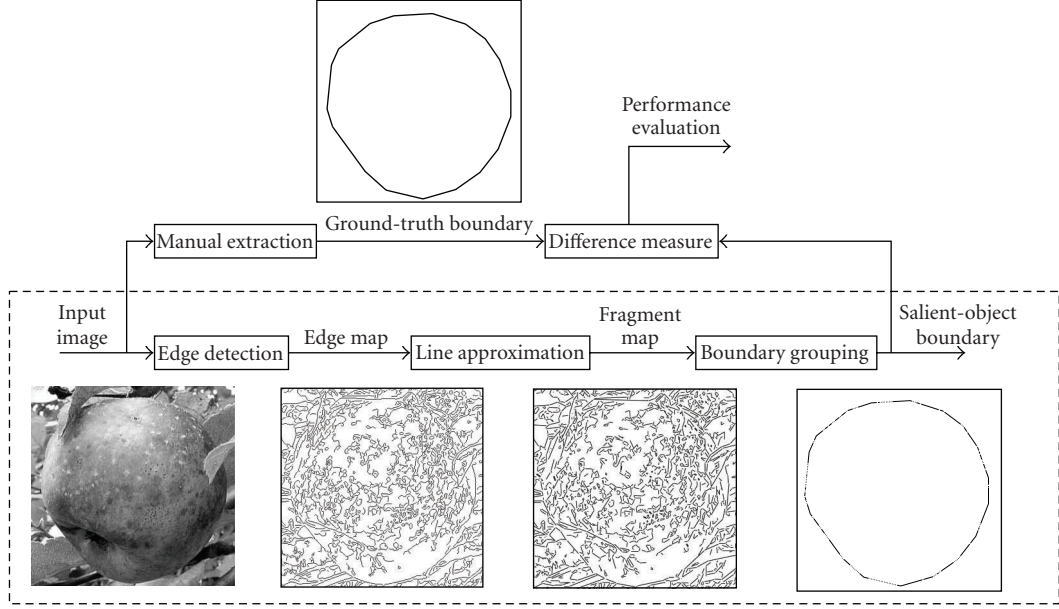 Performance
evaluation
Ground-truth boundary
Manual extraction
Difference measure
Input
image
Edge detection
Edge map
Line approximation
Fragment
map
Boundary grouping
Salient-object
boundary